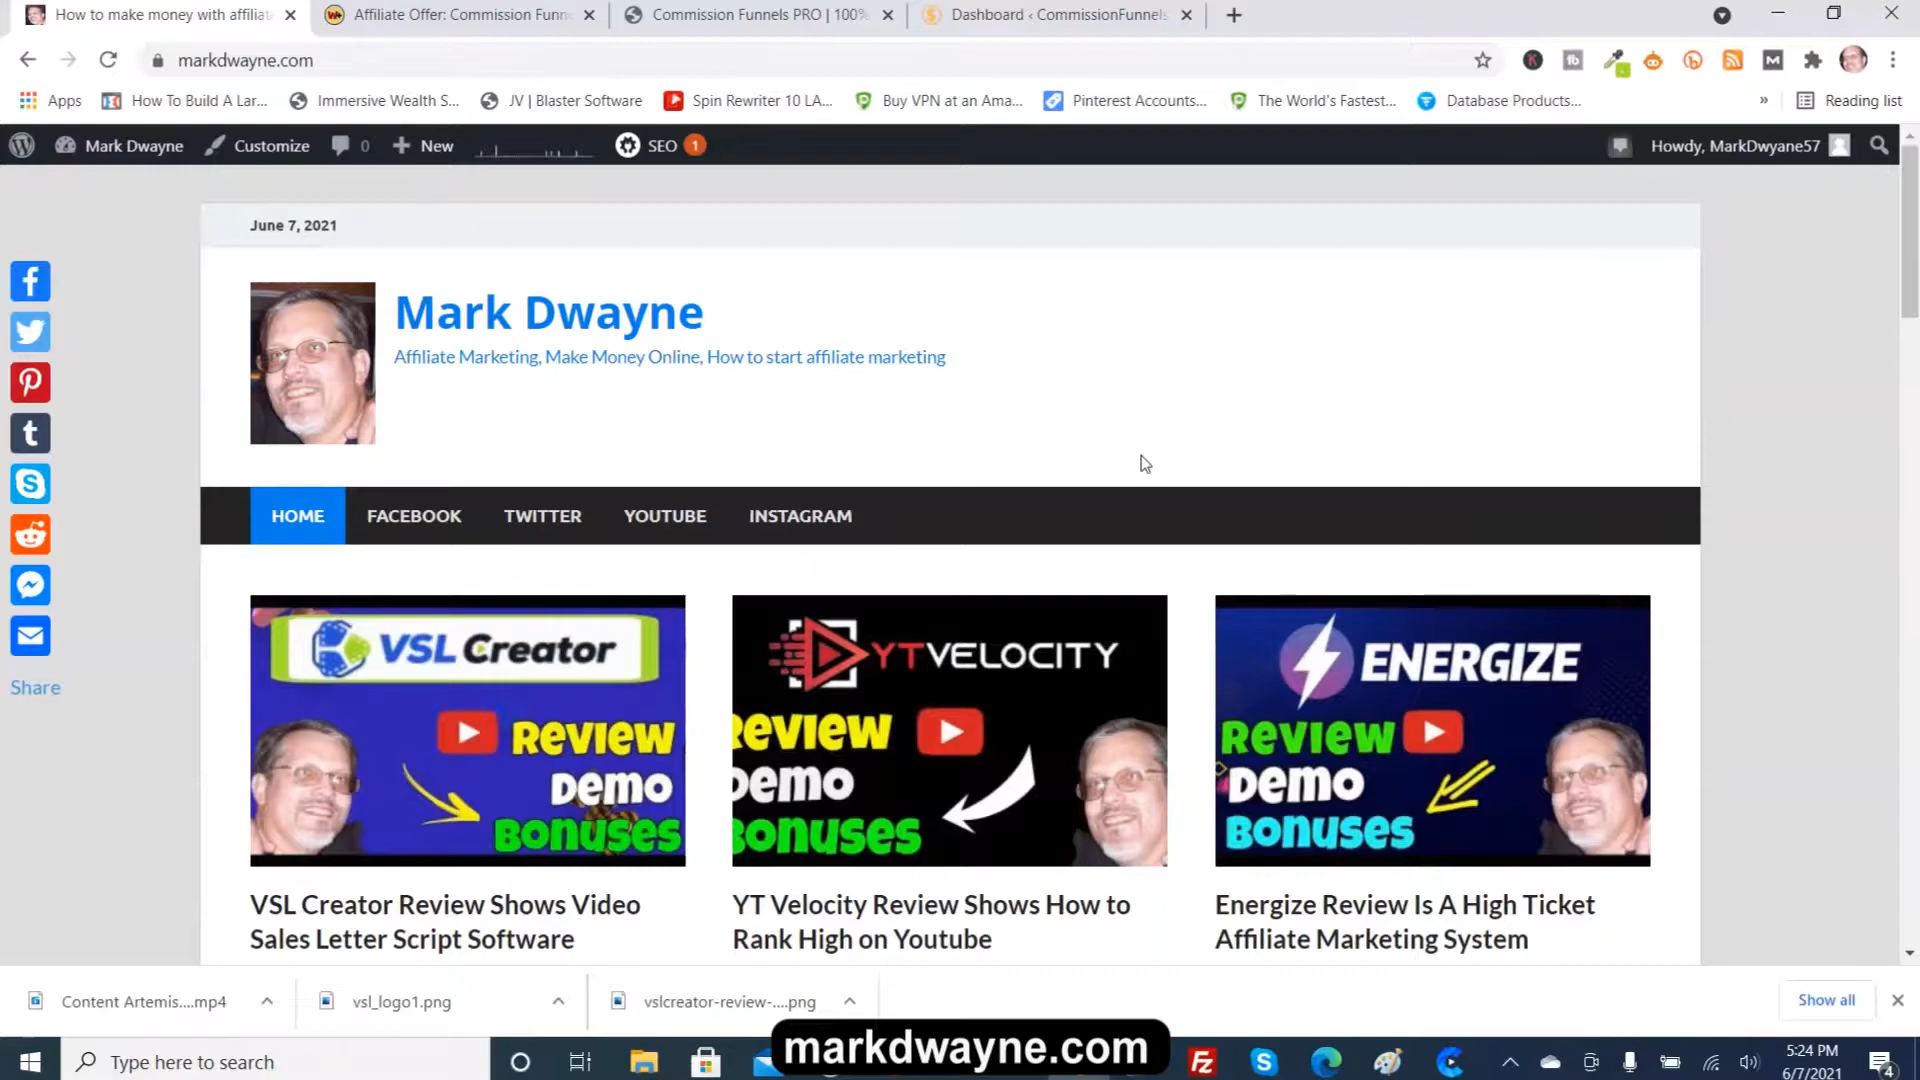 How to make money with affiliate
Affiliate Offer: Commission Funn
Commission Funnels PRO | 100%
Dashboard ‹ CommissionFunnels
markdwayne.com
Apps
How To Build A Lar...
Immersive Wealth S...
JV | Blaster Software
Spin Rewriter 10 LA...
Buy VPN at an Ama...
Pinterest Accounts...
The World's Fastest...
Database Products...
»
Reading list
Mark Dwayne
Customize
0
New
SEO 1
Howdy, MarkDwyane57
June 7, 2021
Mark Dwayne
Affiliate Marketing, Make Money Online, How to start affiliate marketing
HOME
FACEBOOK
TWITTER
YOUTUBE
INSTAGRAM
Share
VSL Creator
Review
Demo
Bonuses
VSL Creator Review Shows Video
Sales Letter Script Software
YTVELOCITY
Review
Demo
Bonuses
YT Velocity Review Shows How to
Rank High on Youtube
ENERGIZE
Review
Demo
Bonuses
Energize Review Is A High Ticket
Affiliate Marketing System
Content Artemis....mp4
vsl_logo1.png
vslcreator-review-....png
Show all
markdwayne.com
Type here to search
5:24 PM
6/7/2021
4